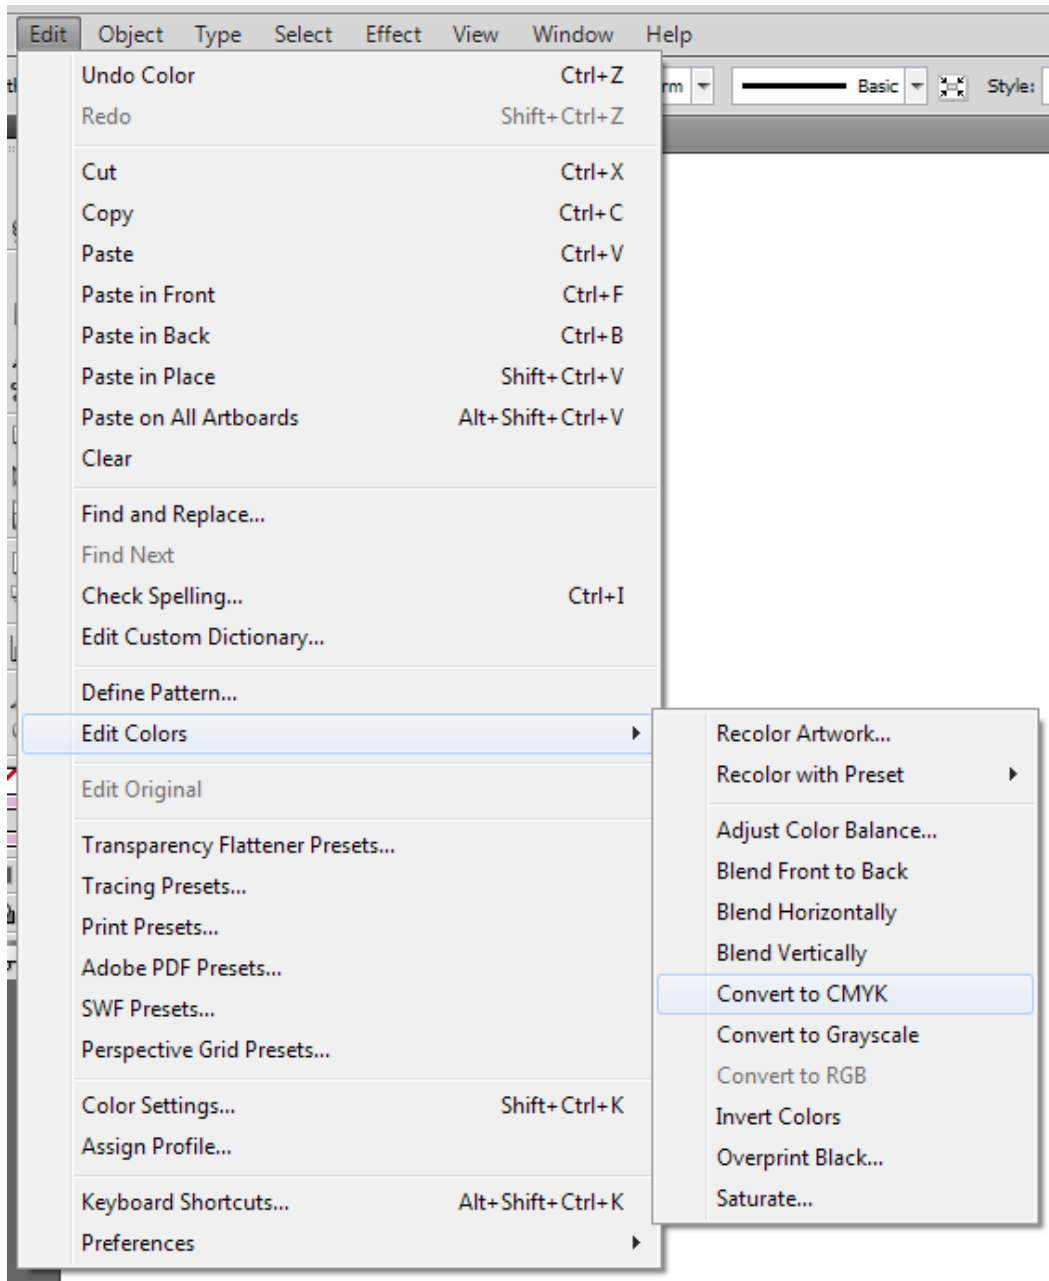 Edit Object Type Select Effect View Window Help
Basic Style:
Undo Color Ctrl+Z
Redo Shift+Ctrl+Z
Cut Ctrl+X
Copy Ctrl+C
Paste Ctrl+V
Paste in Front Ctrl+F
Paste in Back Ctrl+B
Paste in Place Shift+Ctrl+V
Paste on All Artboards Alt+Shift+Ctrl+V
Clear
Find and Replace...
Find Next
Check Spelling... Ctrl+I
Edit Custom Dictionary...
Define Pattern...
Edit Colors
Edit Original
Transparency Flattener Presets...
Tracing Presets...
Print Presets...
Adobe PDF Presets...
SWF Presets...
Perspective Grid Presets...
Color Settings... Shift+Ctrl+K
Assign Profile...
Keyboard Shortcuts... Alt+Shift+Ctrl+K
Preferences
Recolor Artwork...
Recolor with Preset
Adjust Color Balance...
Blend Front to Back
Blend Horizontally
Blend Vertically
Convert to CMYK
Convert to Grayscale
Convert to RGB
Invert Colors
Overprint Black...
Saturate...